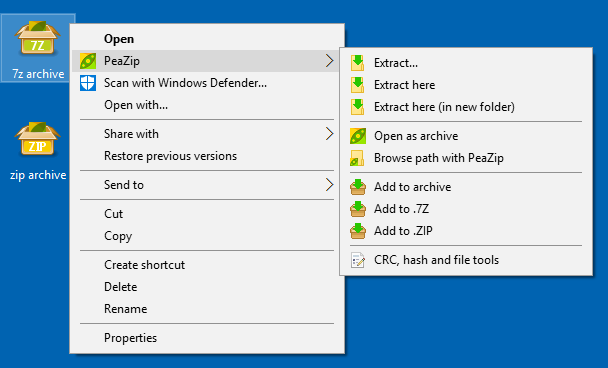 7Z
7z archive
ZIP
zip archive
Open
PeaZip
Scan with Windows Defender...
Open with...
Share with
Restore previous versions
Send to
Cut
Copy
Create shortcut
Delete
Rename
Properties
Extract...
Extract here
Extract here (in new folder)
Open as archive
Browse path with PeaZip
Add to archive
Add to .7Z
Add to .ZIP
CRC, hash and file tools